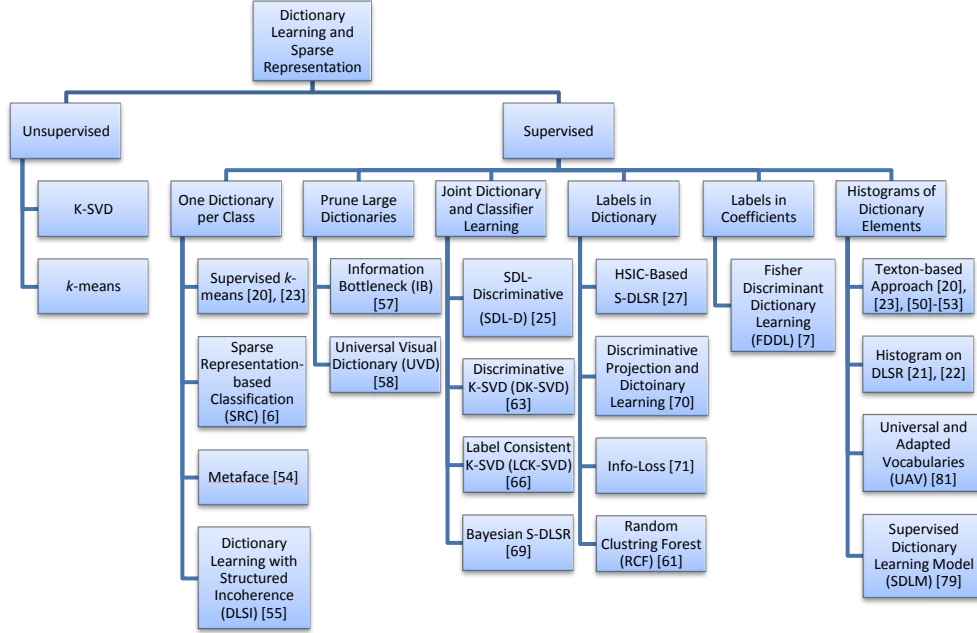 Dictionary
Learning and
Sparse
Representation
Unsupervised
Supervised
K-SVD
k-means
One Dictionary
per Class
Supervised k-
means [20], [23]
Sparse
Representation-
based
Classification
(SRC) [6]
Metaface [54]
Dictionary
Learning with
Structured
Incoherence
(DLSI) [55]
Prune Large
Dictionaries
Information
Bottleneck (IB)
[57]
Universal Visual
Dictionary (UVD)
[58]
Joint Dictionary
and Classifier
Learning
SDL-
Discriminative
(SDL-D) [25]
Discriminative
K-SVD (DK-SVD)
[63]
Label Consistent
K-SVD (LCK-SVD)
[66]
Bayesian S-DLSR
[69]
Labels in
Dictionary
HSIC-Based
S-DLSR [27]
Discriminative
Projection and
Dictoinary
Learning [70]
Info-Loss [71]
Random
Clustring Forest
(RCF) [61]
Labels in
Coefficients
Fisher
Discriminant
Dictionary
Learning
(FDDL) [7]
Histograms of
Dictionary
Elements
Texton-based
Approach [20],
[23], [50]-[53]
Histogram on
DLSR [21], [22]
Universal and
Adapted
Vocabularies
(UAV) [81]
Supervised
Dictionary
Learning Model
(SDLM) [79]